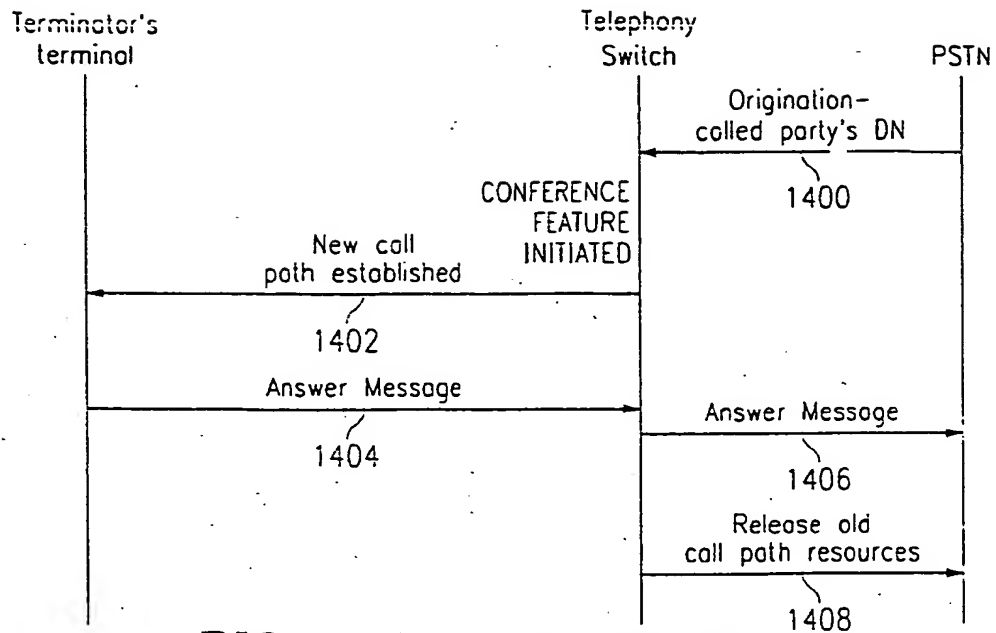 Terminator's
terminal
Telephony
Switch
PSTN
Origination-
called party's DN
1400
CONFERENCE
FEATURE
INITIATED
New call
path established
1402
Answer Message
1404
Answer Message
1406
Release old
call path resources
1408